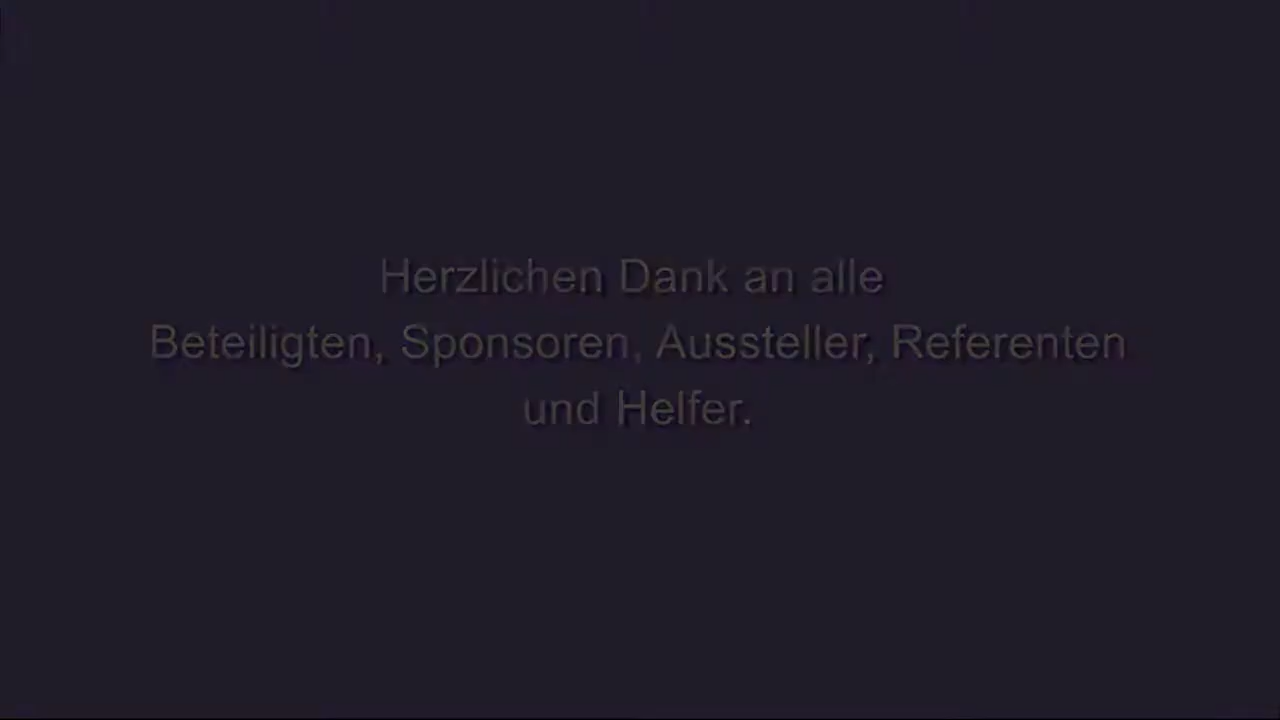 Herzlichen Dank an alle
Beteiligten, Sponsoren, Aussteller, Referenten
und Helfer.